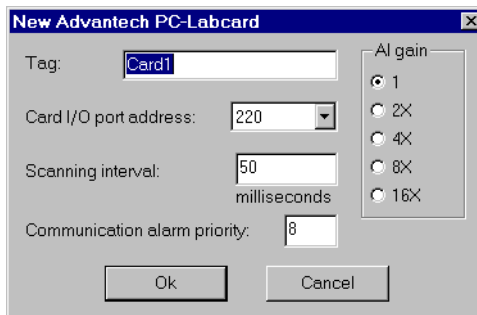 New Advantech PC-Labcard
Tag: Card1
Card I/O port address: 220
Scanning interval: 50
milliseconds
Communication alarm priority: 8
Ok Cancel
AI gain
1
2X
4X
8X
16X